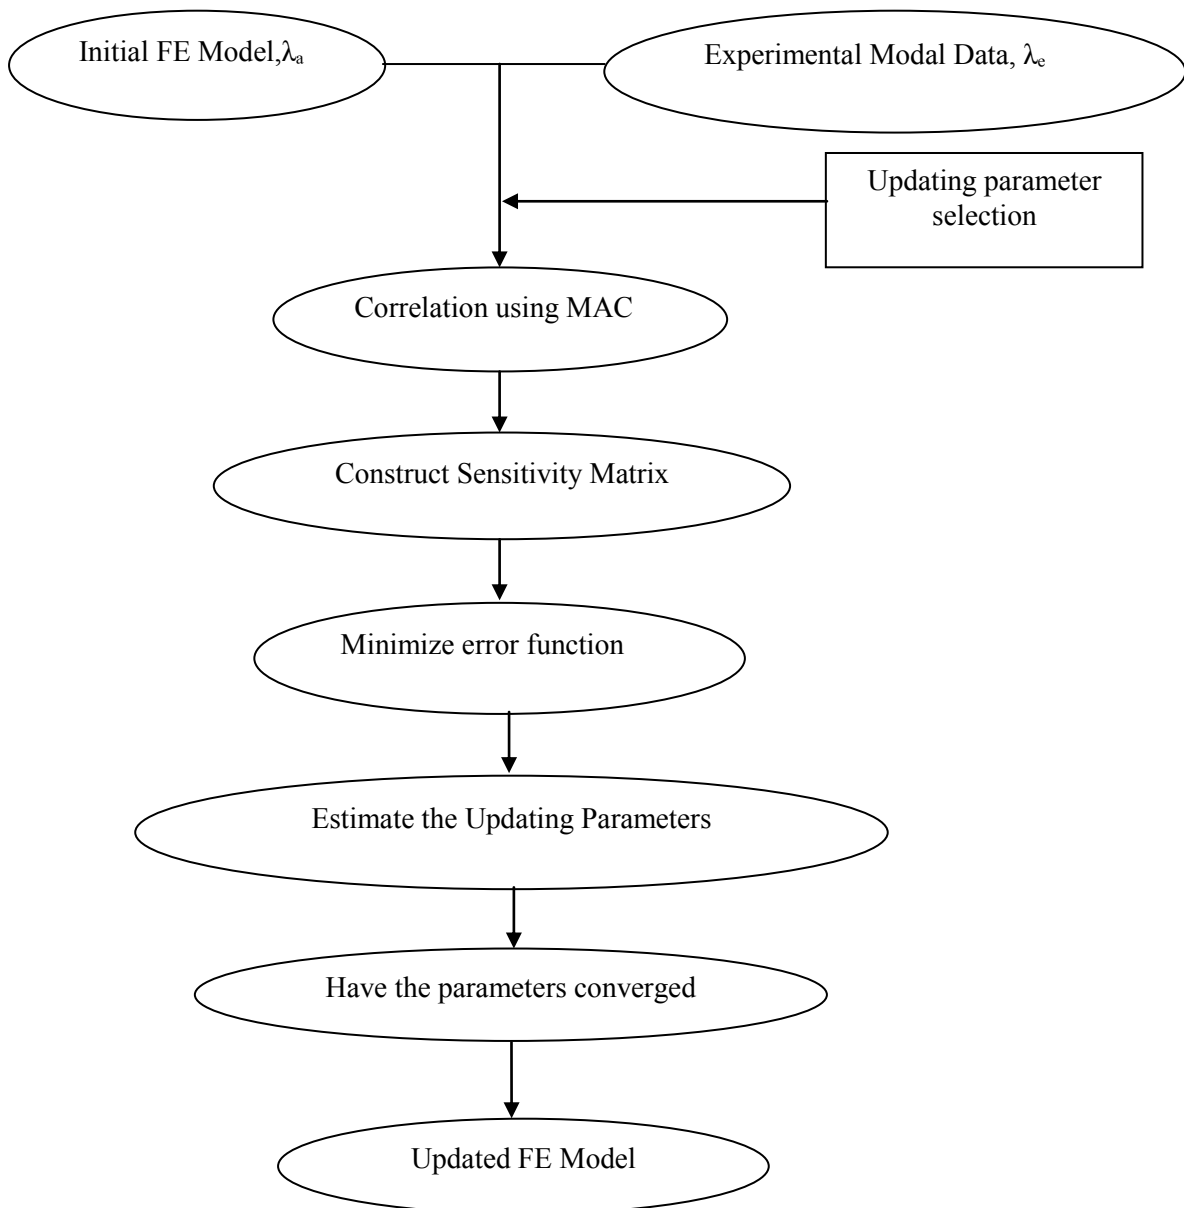 Initial FE Model,λₐ
Experimental Modal Data, λₑ
Updating parameter
selection
Correlation using MAC
Construct Sensitivity Matrix
Minimize error function
Estimate the Updating Parameters
Have the parameters converged
Updated FE Model